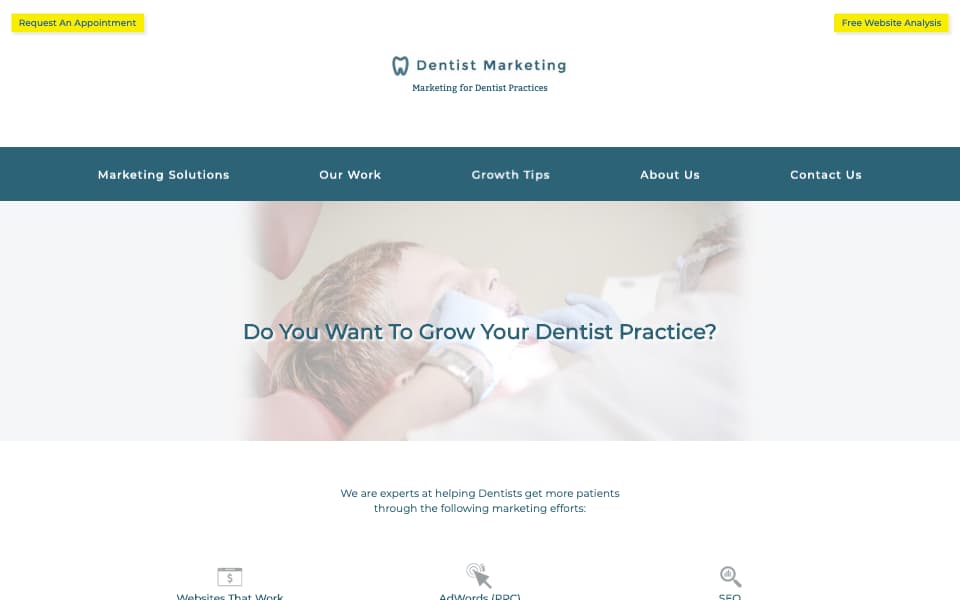 Request An Appointment
Free Website Analysis
Dentist Marketing
Marketing for Dentist Practices
Marketing Solutions
Our Work
Growth Tips
About Us
Contact Us
Do You Want To Grow Your Dentist Practice?
We are experts at helping Dentists get more patients
through the following marketing efforts:
$
Websites That Work
AdWords (PPC)
SEO